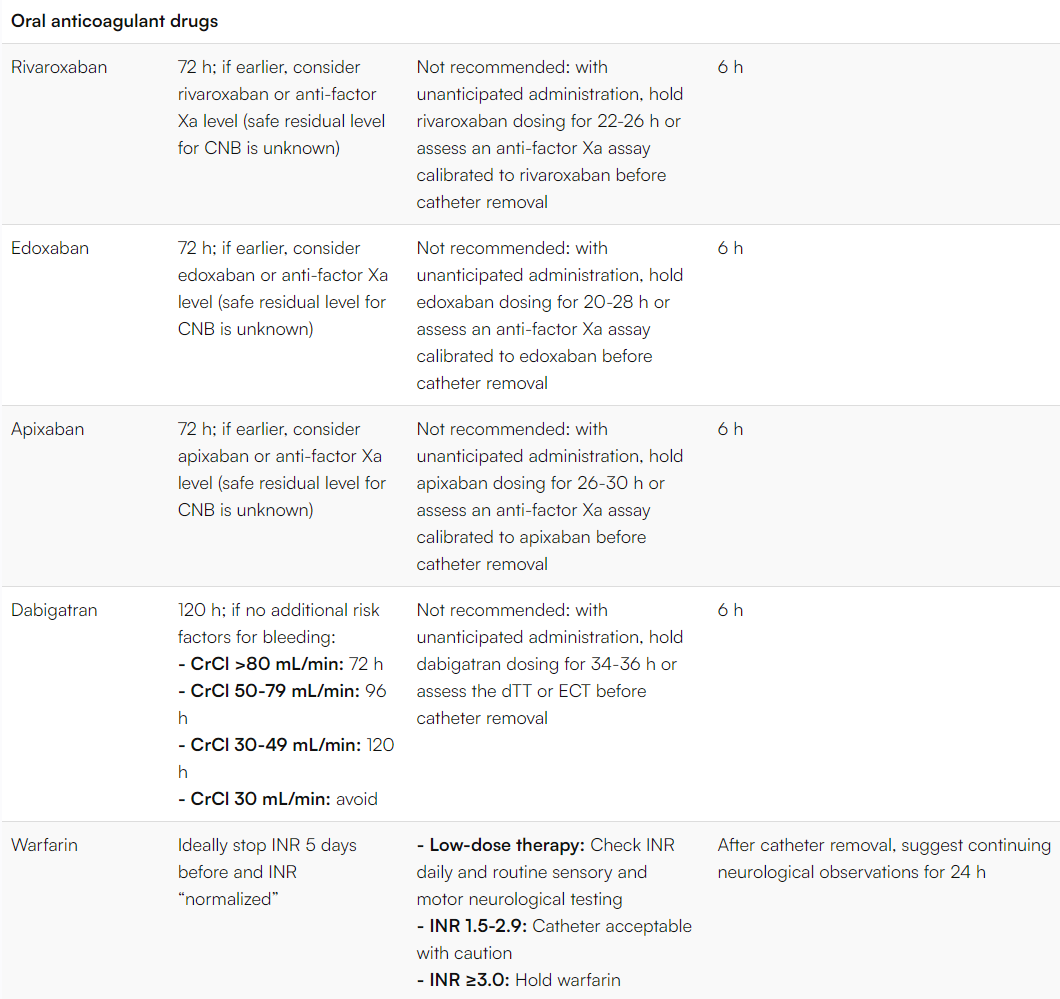 Oral anticoagulant drugs
Rivaroxaban
72 h; if earlier, consider
rivaroxaban or anti-factor
Xa level (safe residual level
for CNB is unknown)
Not recommended: with
unanticipated administration, hold
rivaroxaban dosing for 22-26 h or
assess an anti-factor Xa assay
calibrated to rivaroxaban before
catheter removal
6 h
Edoxaban
72 h; if earlier, consider
edoxaban or anti-factor Xa
level (safe residual level for
CNB is unknown)
Not recommended: with
unanticipated administration, hold
edoxaban dosing for 20-28 h or
assess an anti-factor Xa assay
calibrated to edoxaban before
catheter removal
6 h
Apixaban
72 h; if earlier, consider
apixaban or anti-factor Xa
level (safe residual level for
CNB is unknown)
Not recommended: with
unanticipated administration, hold
apixaban dosing for 26-30 h or
assess an anti-factor Xa assay
calibrated to apixaban before
catheter removal
6 h
Dabigatran
120 h; if no additional risk
factors for bleeding:
- CrCl >80 mL/min: 72 h
- CrCl 50-79 mL/min: 96
h
- CrCl 30-49 mL/min: 120
h
- CrCl 30 mL/min: avoid
Not recommended: with
unanticipated administration, hold
dabigatran dosing for 34-36 h or
assess the dTT or ECT before
catheter removal
6 h
Warfarin
Ideally stop INR 5 days
before and INR
“normalized”
- Low-dose therapy: Check INR
daily and routine sensory and
motor neurological testing
- INR 1.5-2.9: Catheter acceptable
with caution
- INR ≥3.0: Hold warfarin
After catheter removal, suggest continuing
neurological observations for 24 h